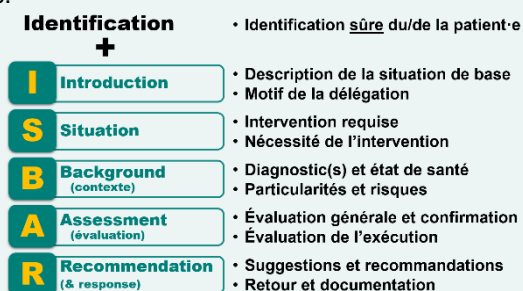 Identification
• Identification sûre du/de la patient·e
+
I Introduction
• Description de la situation de base
• Motif de la délégation
S Situation
• Intervention requise
• Nécessité de l'intervention
B Background
(contexte)
• Diagnostic(s) et état de santé
• Particularités et risques
A Assessment
(évaluation)
• Évaluation générale et confirmation
• Évaluation de l'exécution
R Recommendation
(& response)
• Suggestions et recommandations
• Retour et documentation